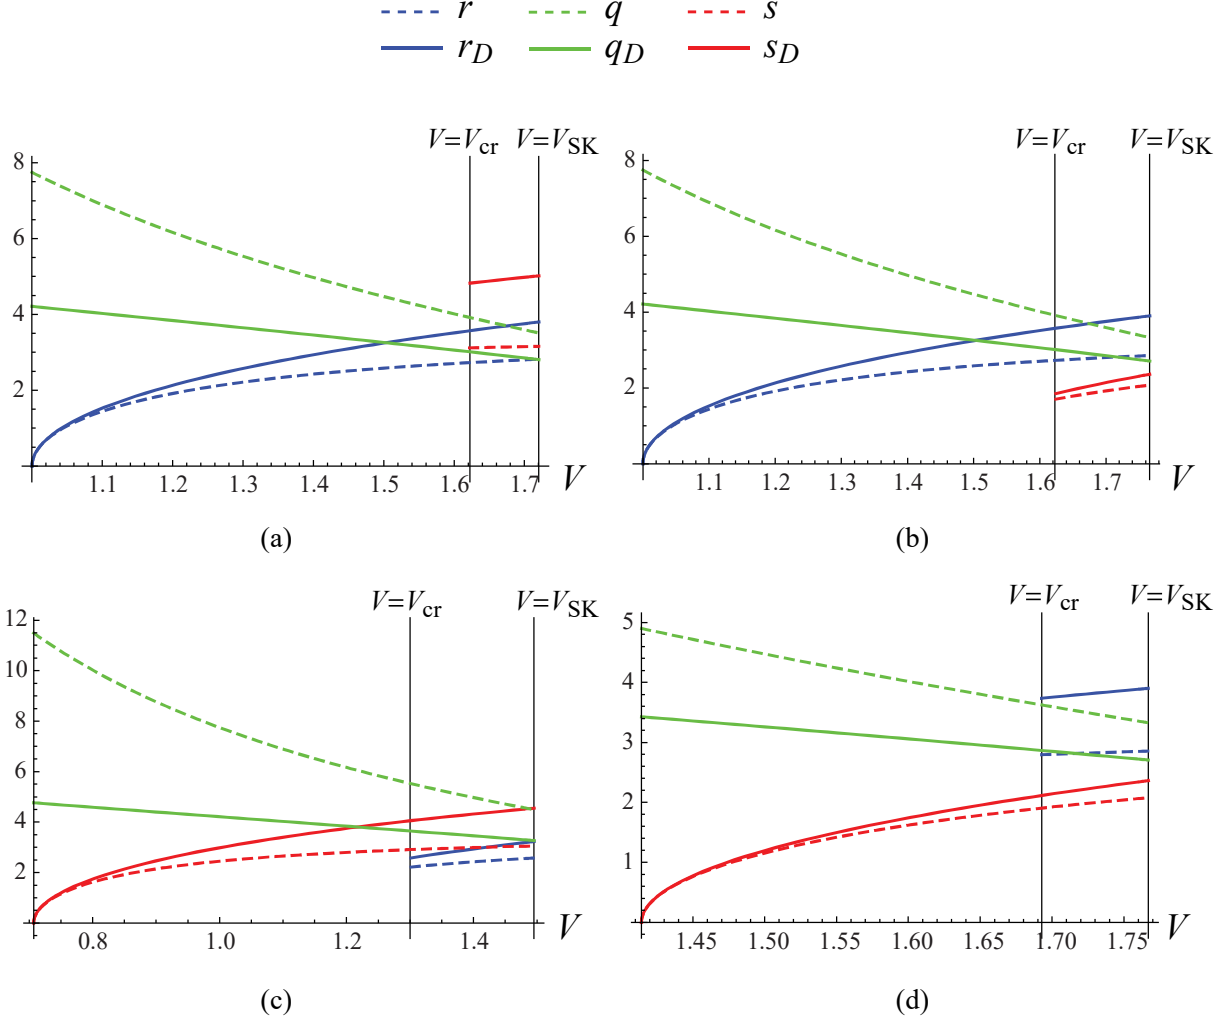 r q s
r_D q_D s_D
V=V_cr V=V_SK V=V_cr V=V_SK
8 8
6 6
4 4
2 2
1.1 1.2 1.3 1.4 1.5 1.6 1.7 V 1.1 1.2 1.3 1.4 1.5 1.6 1.7 V
(a) (b)
V=V_cr V=V_SK V=V_cr V=V_SK
12 5
10 4
8 3
6 2
4 1
2
0.8 1.0 1.2 1.4 V 1.45 1.50 1.55 1.60 1.65 1.70 1.75 V
(c) (d)